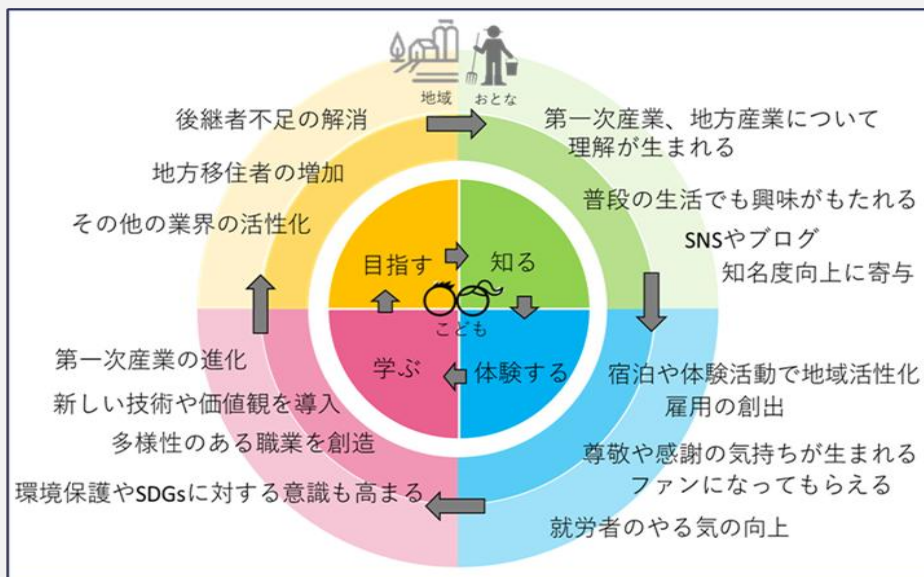 地域
おとな
後継者不足の解消
地方移住者の増加
その他の業界の活性化
第一次産業、地方産業について
理解が生まれる
普段の生活でも興味がもたれる
SNSやブログ
知名度向上に寄与
目指す
知る
こども
学ぶ
体験する
第一次産業の進化
新しい技術や価値観を導入
多様性のある職業を創造
環境保護やSDGsに対する意識も高まる
宿泊や体験活動で地域活性化
雇用の創出
尊敬や感謝の気持ちが生まれる
ファンになってもらえる
就労者のやる気の向上